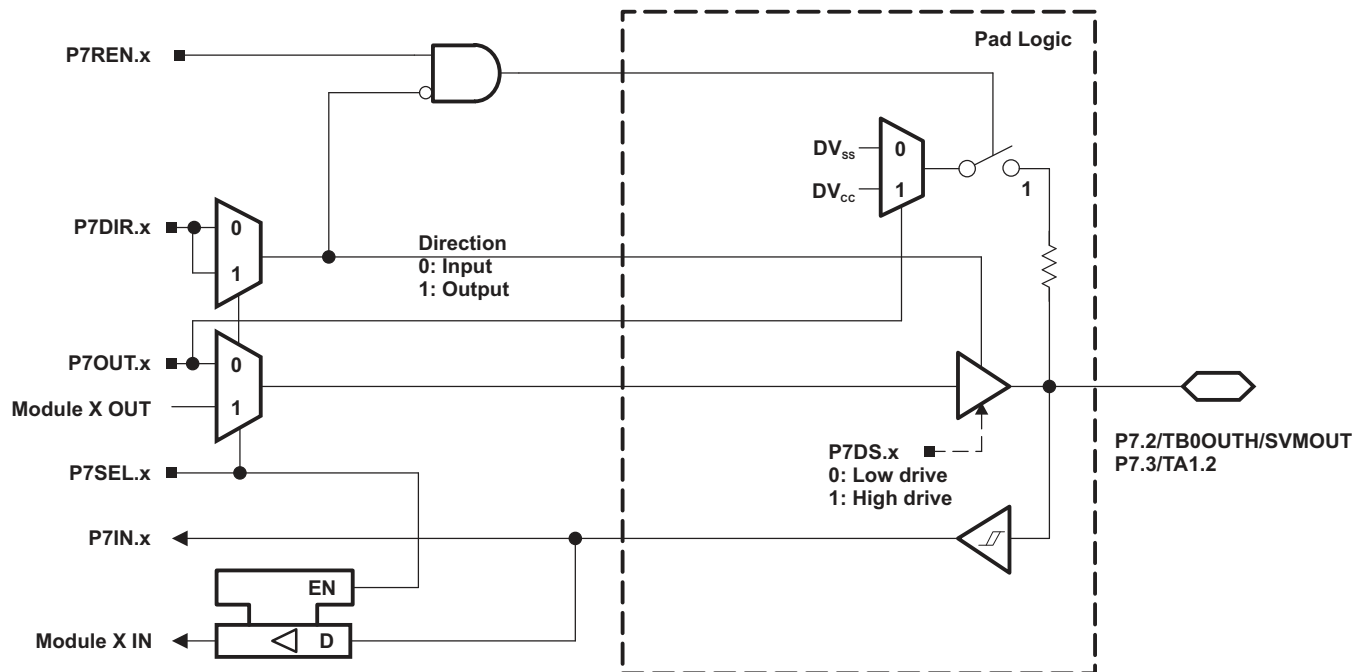 Pad Logic
P7REN.x
DVSS
0
DVCC
1
1
P7DIR.x
0
1
Direction
0: Input
1: Output
P7OUT.x
0
Module X OUT
1
P7DS.x
0: Low drive
1: High drive
P7.2/TB0OUTH/SVMOUT
P7.3/TA1.2
P7SEL.x
P7IN.x
EN
Module X IN
D